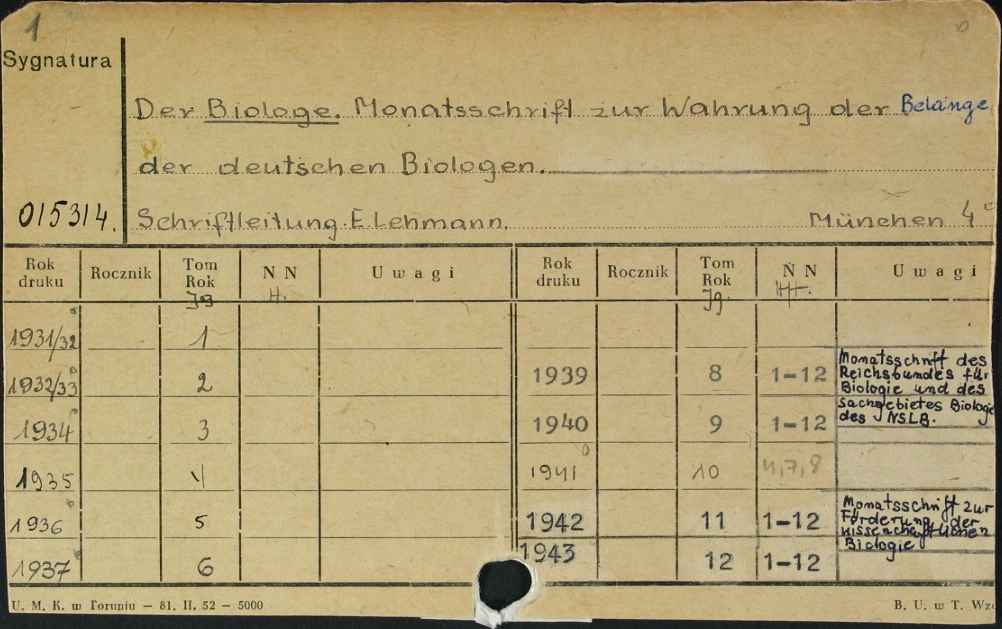 1
Sygnatura
Der Biologe. Monatsschrift zur Wahrung der Belange
der deutschen Biologen.
015314. Schriftleitung. E Lehmann. München 4°
Rok druku Rocznik Tom Rok Jg N N H. Uwagi Rok druku Rocznik Tom Rok Jg. N N H. Uwagi
1931/32 1
1932/33 2 1939 8 1-12 Monatsschrift des Reichsbundes für Biologie und des
1934 3 1940 9 1-12 Sachgebietes Biologie des NSLB.
1935 4 1941 10 4,7,8
1936 5 1942 11 1-12 Monatsschrift zur Förderung der
1937 6 1943 12 1-12 Biologie
U. M. K. w Toruniu — 81. II. 52 — 5000 B. U. w T.